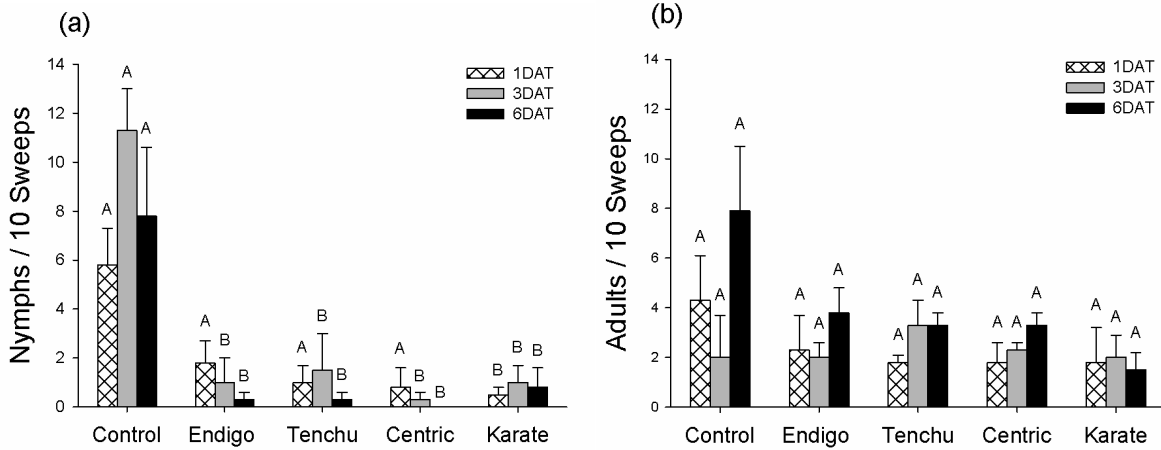 (a)
14
12
10
8
6
4
2
0
Nymphs / 10 Sweeps
1DAT
3DAT
6DAT
A A A
A B B
A B B
A B B
B B B
Control Endigo Tenchu Centric Karate
(b)
14
12
10
8
6
4
2
0
Adults / 10 Sweeps
1DAT
3DAT
6DAT
A A A
A A A
A A A
A A A
A A A
Control Endigo Tenchu Centric Karate